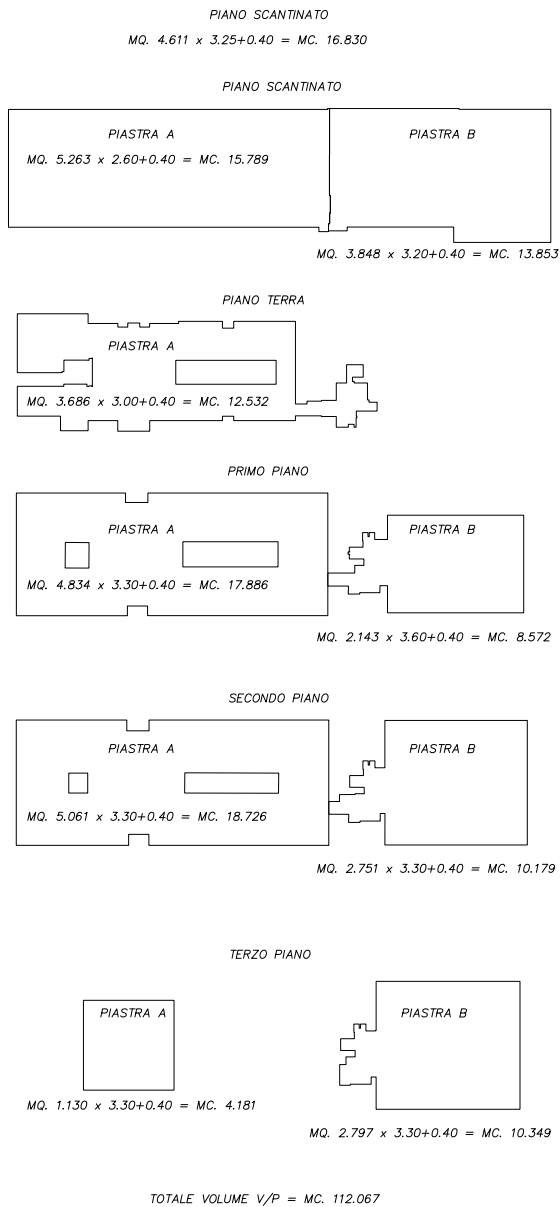 PIANO SCANTINATO
MQ. 4.611 x 3.25+0.40 = MC. 16.830
PIANO SCANTINATO
PIASTRA A
PIASTRA B
MQ. 5.263 x 2.60+0.40 = MC. 15.789
MQ. 3.848 x 3.20+0.40 = MC. 13.853
PIANO TERRA
PIASTRA A
MQ. 3.686 x 3.00+0.40 = MC. 12.532
PRIMO PIANO
PIASTRA A
PIASTRA B
MQ. 4.834 x 3.30+0.40 = MC. 17.886
MQ. 2.143 x 3.60+0.40 = MC. 8.572
SECONDO PIANO
PIASTRA A
PIASTRA B
MQ. 5.061 x 3.30+0.40 = MC. 18.726
MQ. 2.751 x 3.30+0.40 = MC. 10.179
TERZO PIANO
PIASTRA A
PIASTRA B
MQ. 1.130 x 3.30+0.40 = MC. 4.181
MQ. 2.797 x 3.30+0.40 = MC. 10.349
TOTALE VOLUME V/P = MC. 112.067